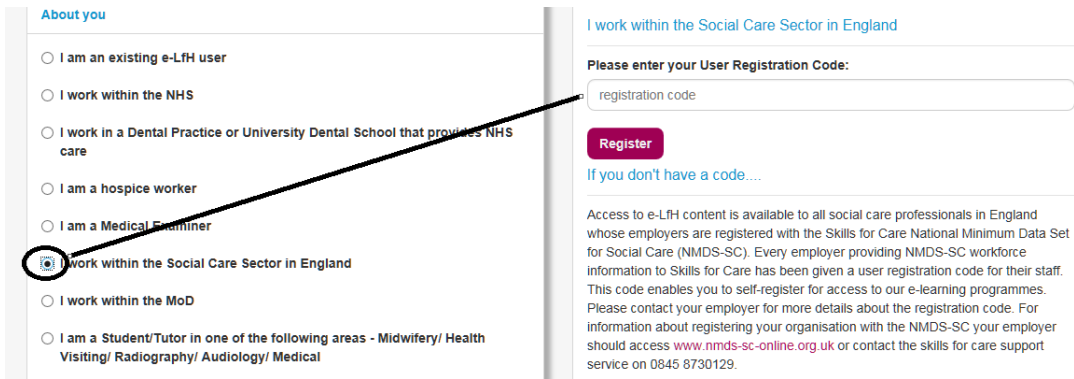 About you
I am an existing e-LfH user
I work within the NHS
I work in a Dental Practice or University Dental School that provides NHS
care
I am a hospice worker
I am a Medical Examiner
I work within the Social Care Sector in England
I work within the MoD
I am a Student/Tutor in one of the following areas - Midwifery/ Health
Visiting/ Radiography/ Audiology/ Medical
I work within the Social Care Sector in England
Please enter your User Registration Code:
registration code
Register
If you don't have a code....
Access to e-LfH content is available to all social care professionals in England
whose employers are registered with the Skills for Care National Minimum Data Set
for Social Care (NMDS-SC). Every employer providing NMDS-SC workforce
information to Skills for Care has been given a user registration code for their staff.
This code enables you to self-register for access to our e-learning programmes.
Please contact your employer for more details about the registration code. For
information about registering your organisation with the NMDS-SC your employer
should access www.nmds-sc-online.org.uk or contact the skills for care support
service on 0845 8730129.